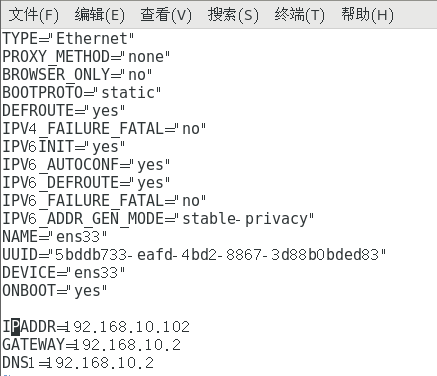 文件(F) 编辑(E) 查看(V) 搜索(S) 终端(T) 帮助(H)
TYPE="Ethernet"
PROXY_METHOD="none"
BROWSER_ONLY="no"
BOOTPROTO="static"
DEFROUTE="yes"
IPV4_FAILURE_FATAL="no"
IPV6INIT="yes"
IPV6_AUTOCONF="yes"
IPV6_DEFROUTE="yes"
IPV6_FAILURE_FATAL="no"
IPV6_ADDR_GEN_MODE="stable-privacy"
NAME="ens33"
UUID="5bddb733-eafd-4bd2-8867-3d88b0bded83"
DEVICE="ens33"
ONBOOT="yes"
IPADDR=192.168.10.102
GATEWAY=192.168.10.2
DNS1=192.168.10.2